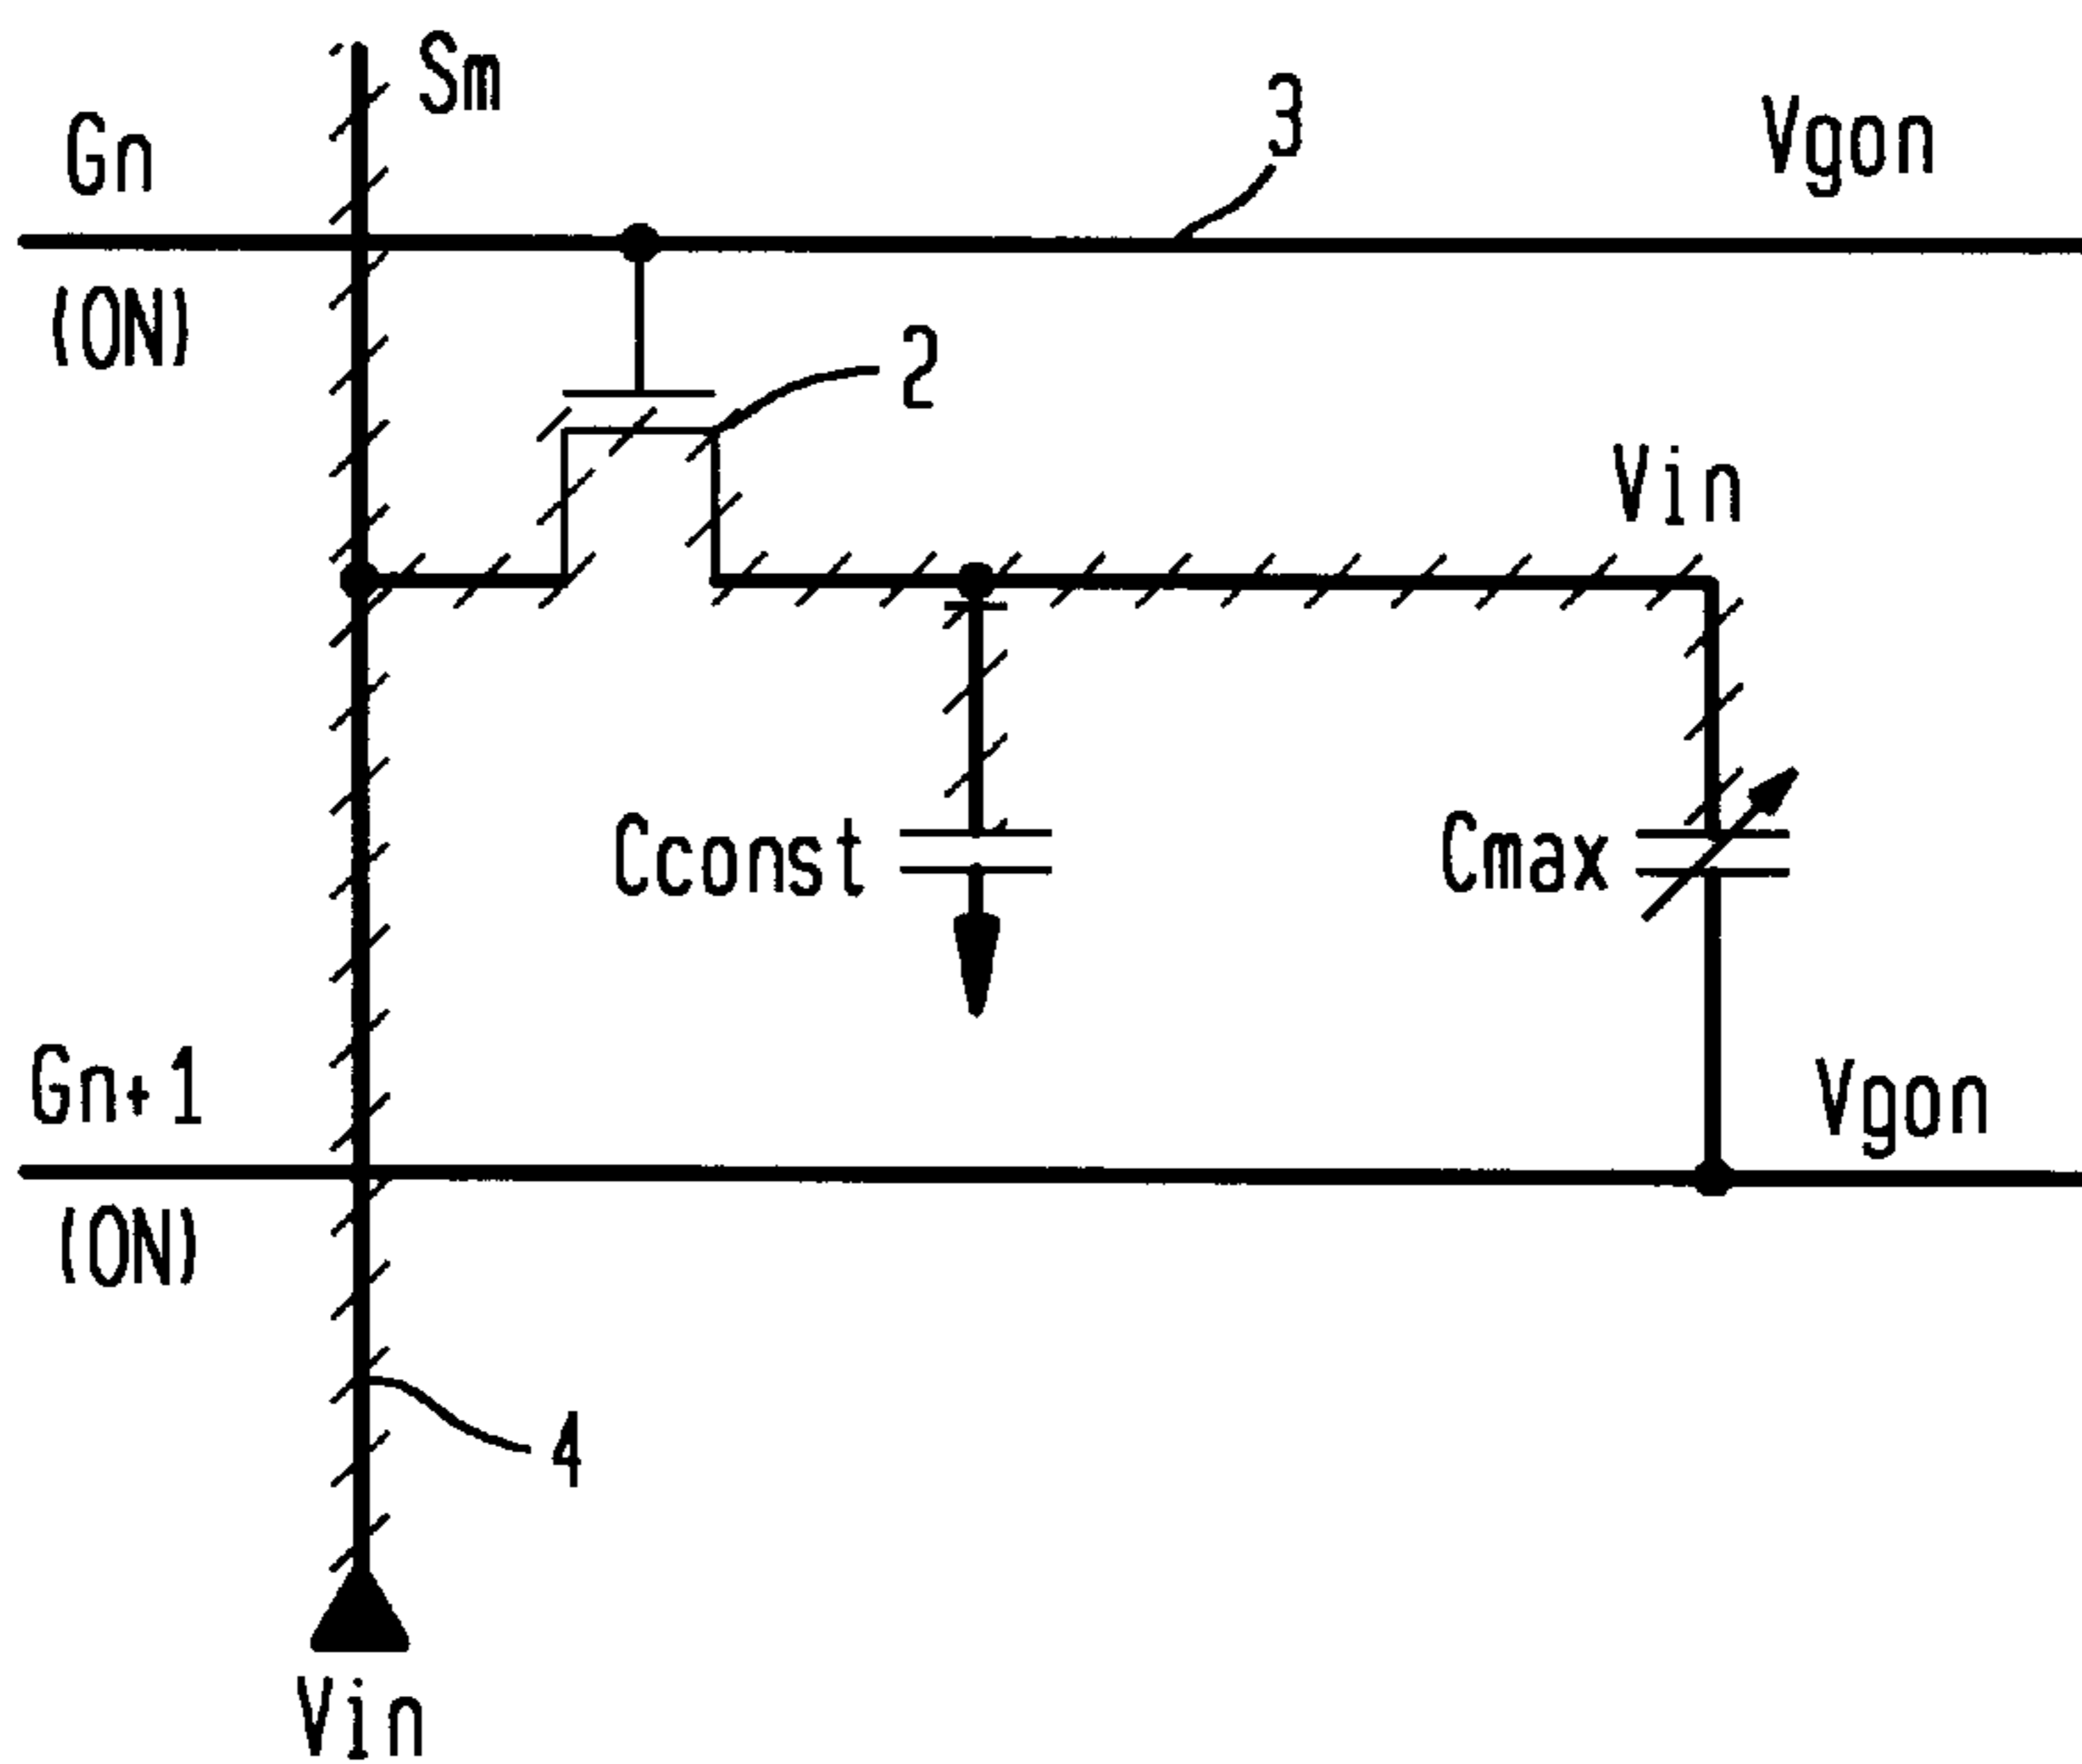 Sm
3
Vgon
Gn
(ON)
2
Vin
Cconst
Cmax
Gn+1
Vgon
(ON)
4
Vin